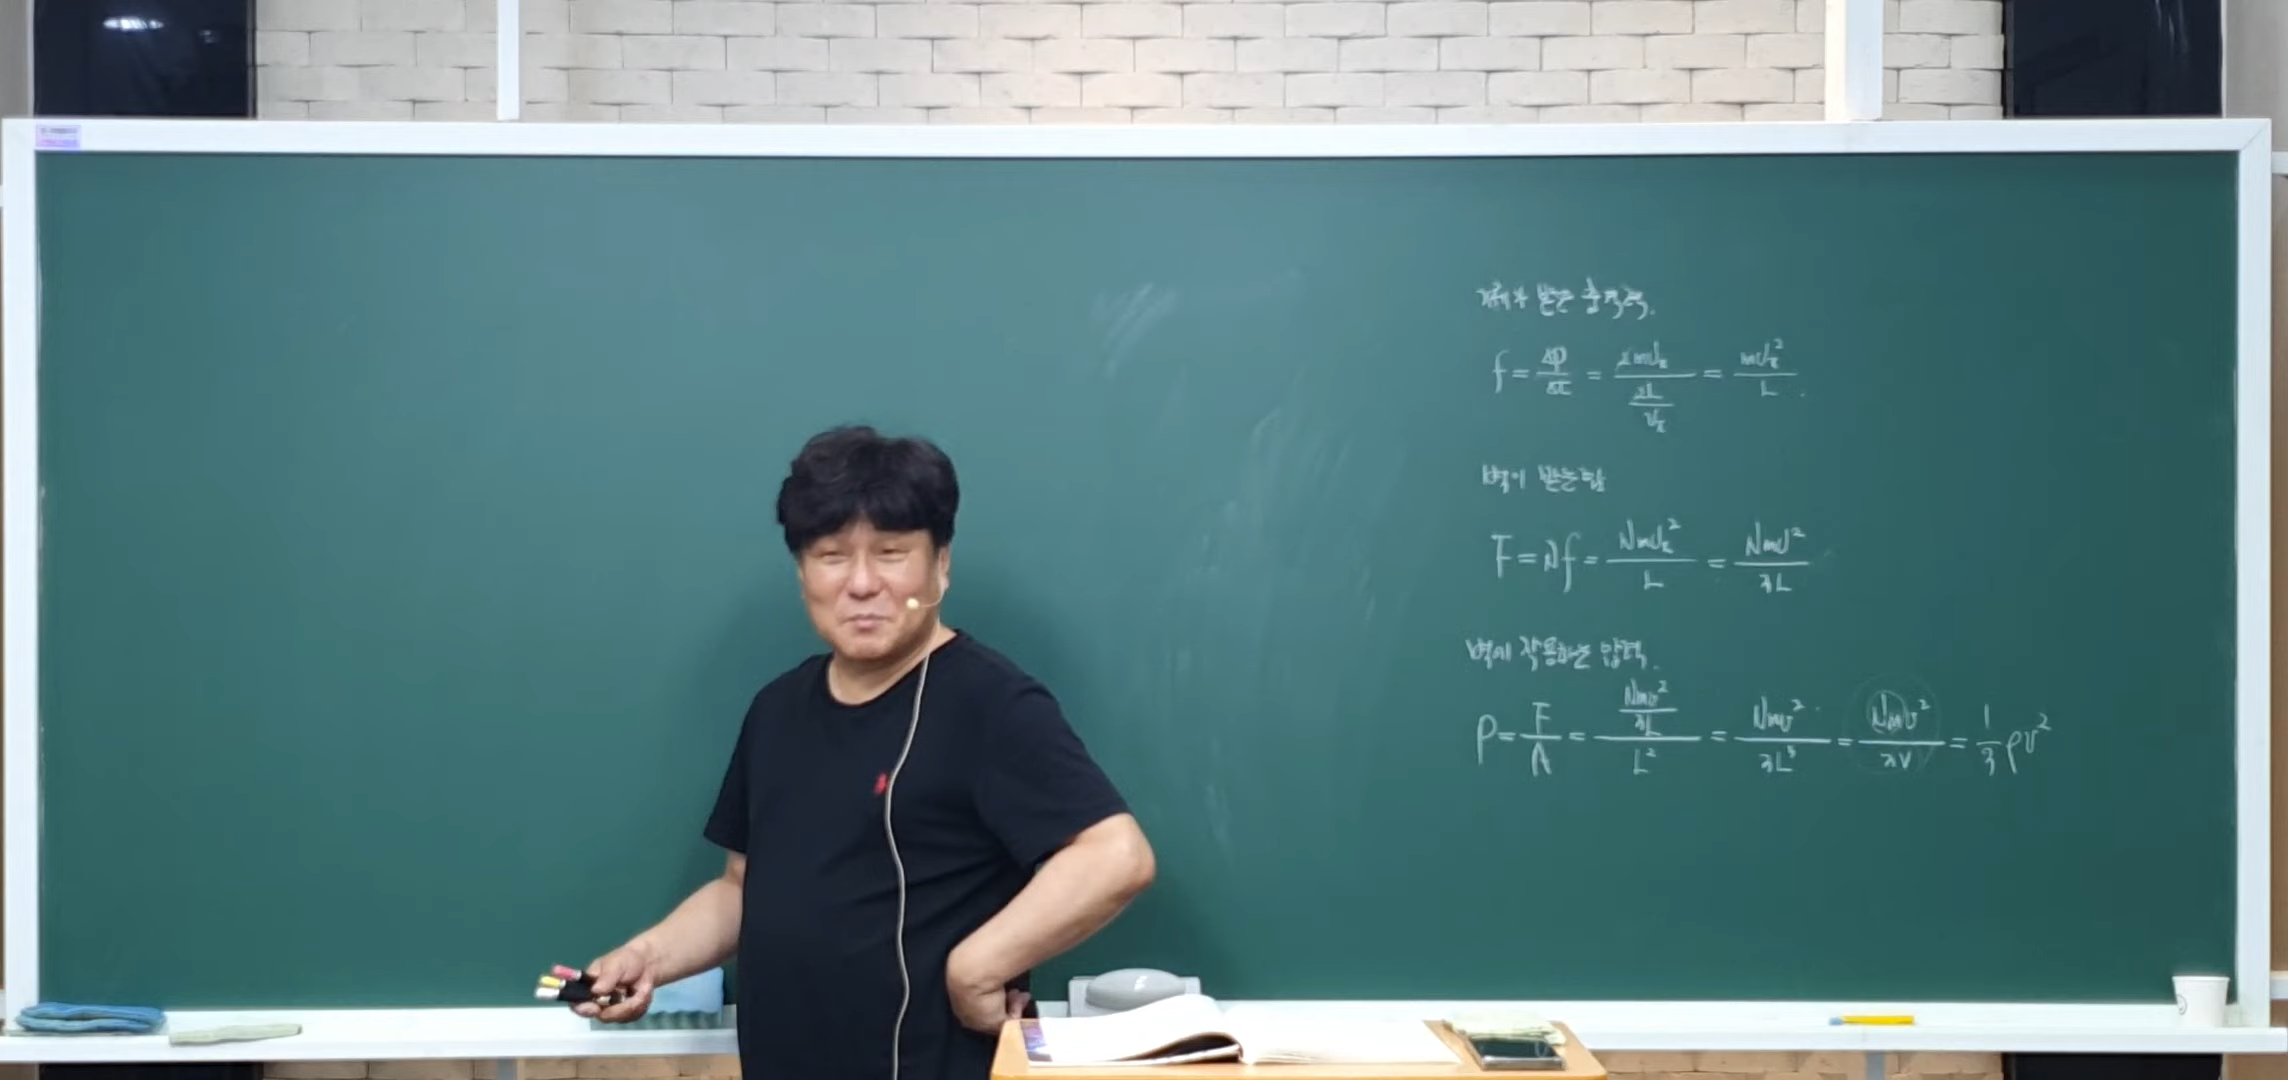 기체가 받는 충격력.
f = Δp/Δt = 2mv_x/(2L/v_x) = mv_x²/L.
벽이 받는 힘
F = Nf = Nmv_x²/L = Nmv²/3L
벽에 작용하는 압력.
P = F/A = (Nmv²/3L)/L² = Nmv²/3L³ = Nmv²/3V = 1/3 ρv²